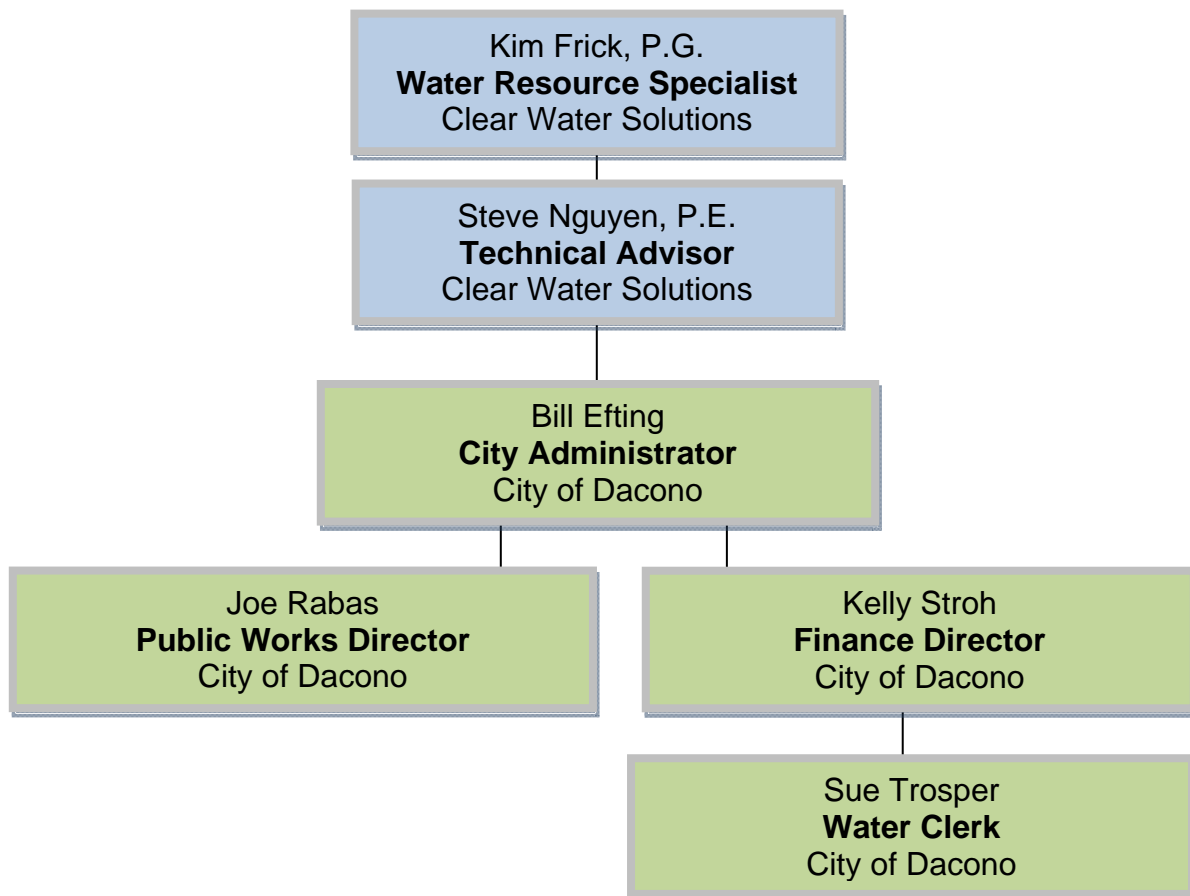 Kim Frick, P.G.
Water Resource Specialist
Clear Water Solutions
Steve Nguyen, P.E.
Technical Advisor
Clear Water Solutions
Bill Efting
City Administrator
City of Dacono
Joe Rabas
Public Works Director
City of Dacono
Kelly Stroh
Finance Director
City of Dacono
Sue Trosper
Water Clerk
City of Dacono